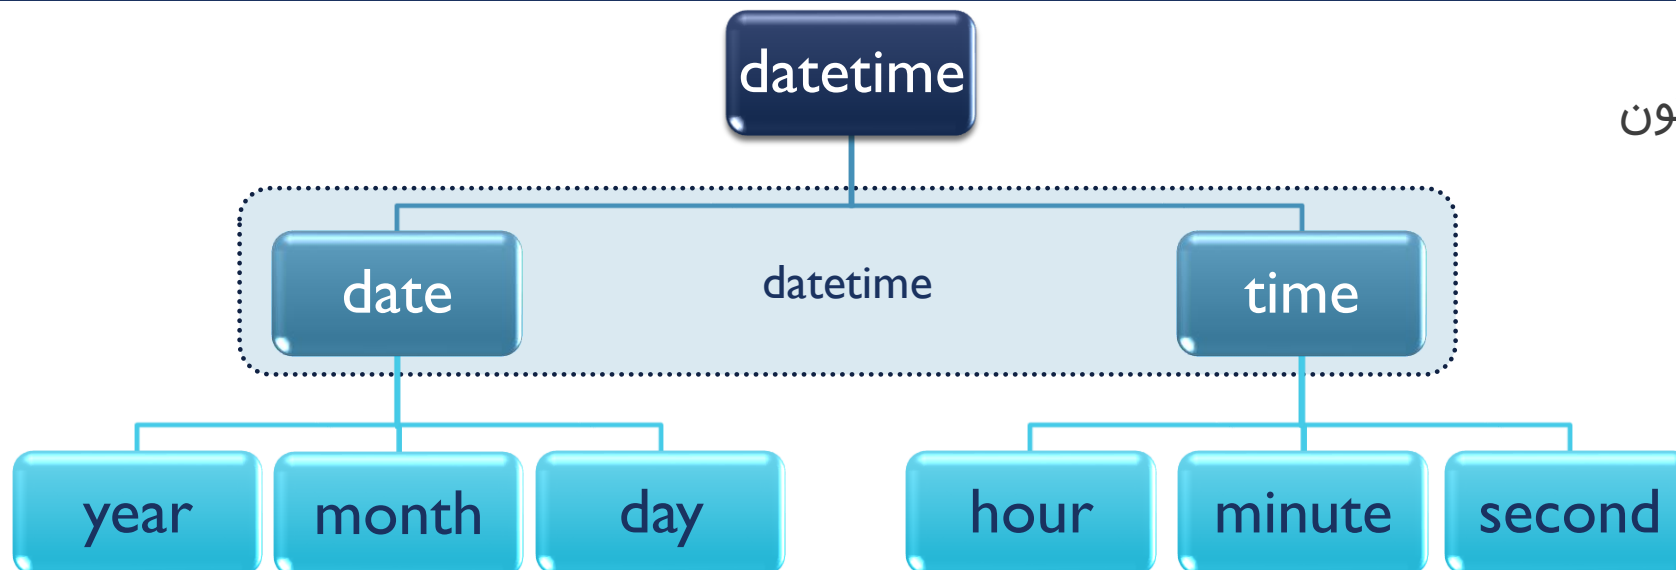 datetime
date
datetime
time
year
month
day
hour
minute
second